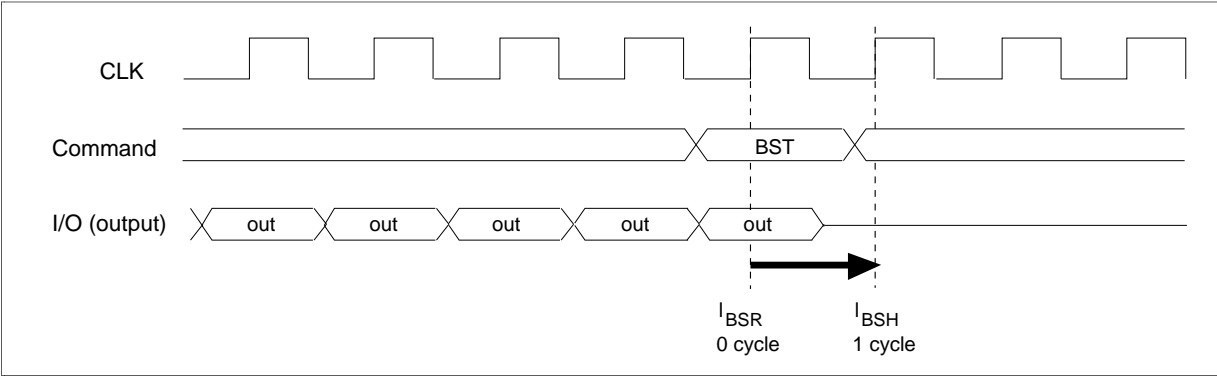 CLK
Command
BST
I/O (output)
out
out
out
out
out
I BSR
0 cycle
I BSH
1 cycle